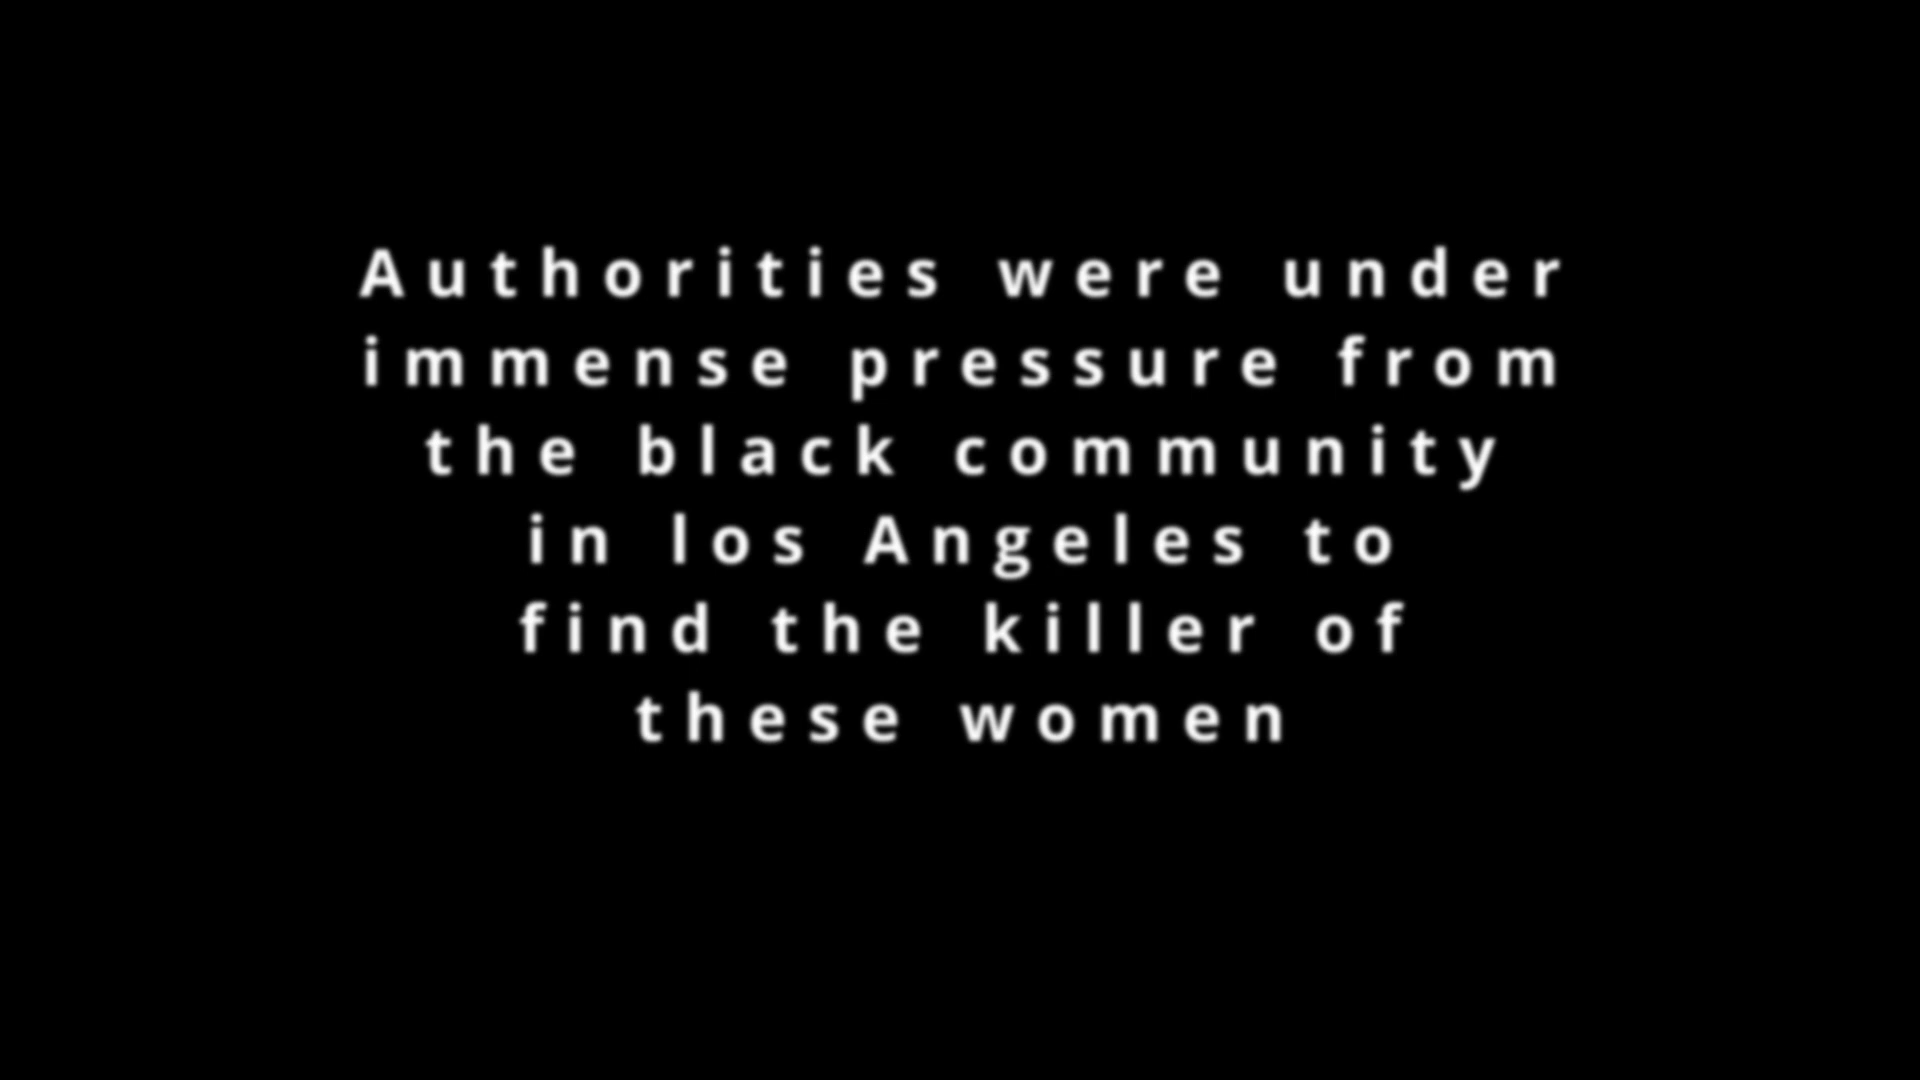 Authorities were under
immense pressure from
the black community
in los Angeles to
find the killer of
these women